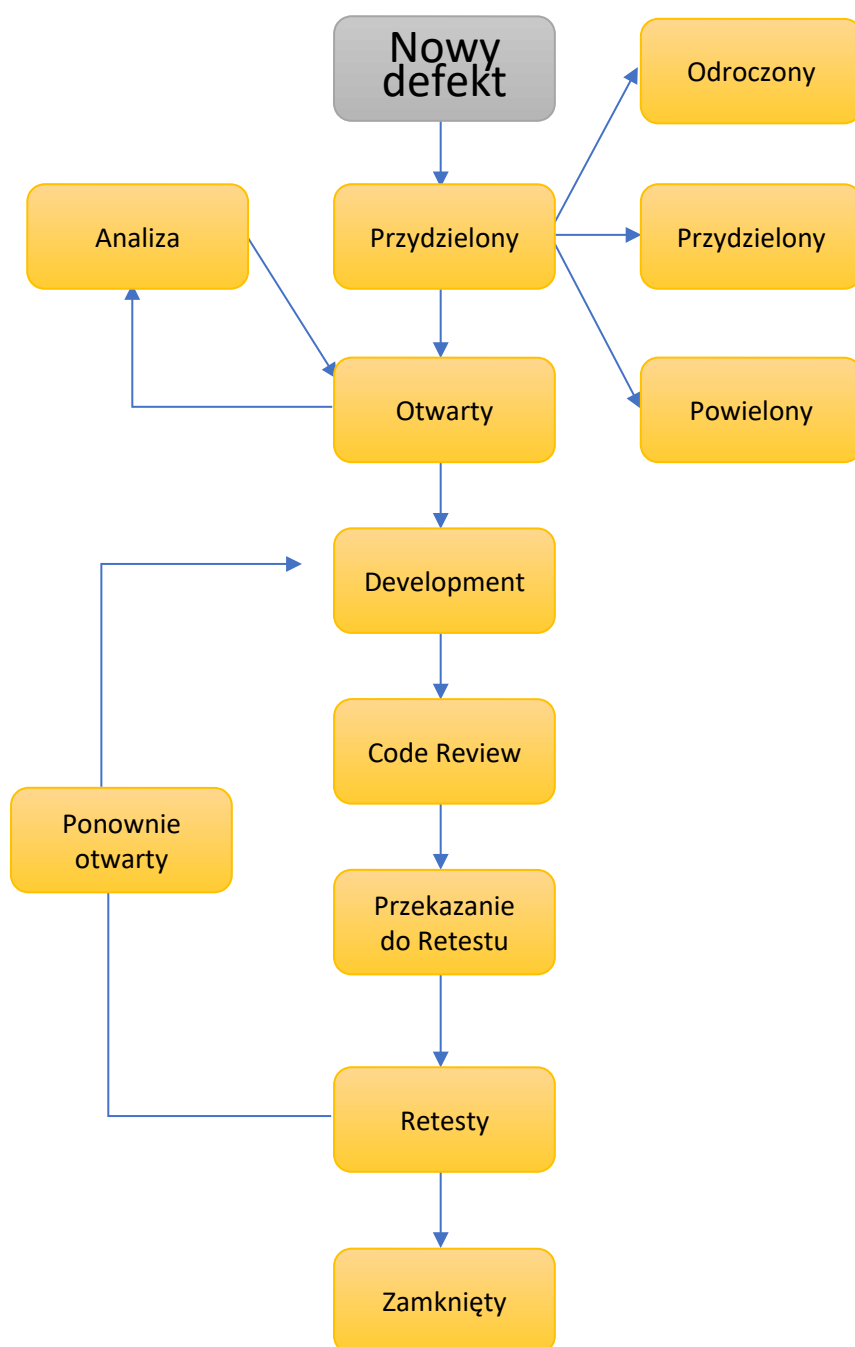 Nowy
defekt
Odroczony
Analiza
Przydzielony
Przydzielony
Otwarty
Powielony
Development
Code Review
Ponownie
otwarty
Przekazanie
do Retestu
Retesty
Zamknięty